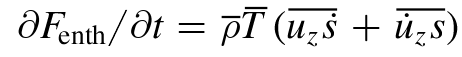 ∂F_enth/∂t = ρ̅T̅ (\overline{u_z ṡ} + \overline{u̇_z s})